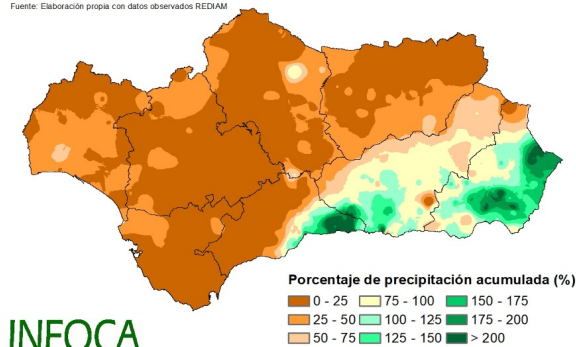 Fuente: Elaboración propia con datos observados REDIAM
Porcentaje de precipitación acumulada (%)
0 - 25 75 - 100 150 - 175
25 - 50 100 - 125 175 - 200
50 - 75 125 - 150 > 200
INFOCA